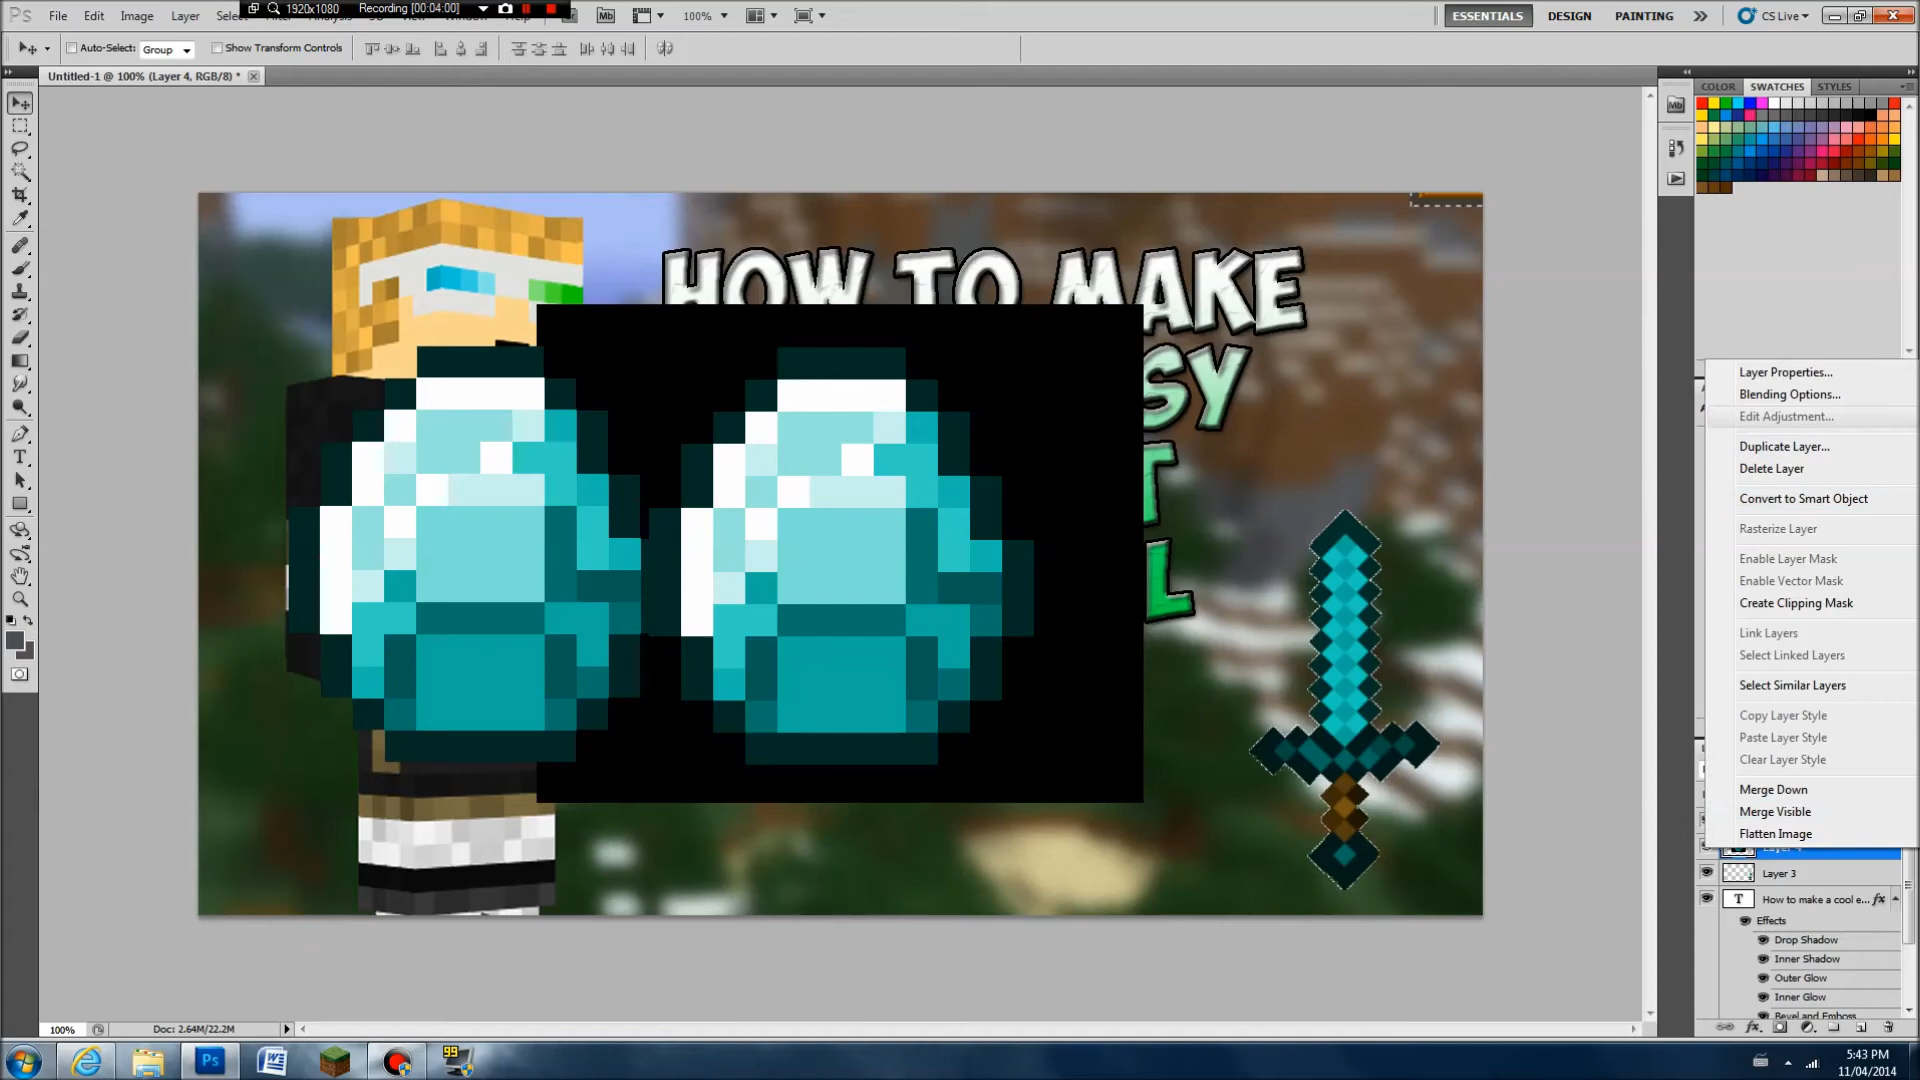 1920x1080 Recording [00:04:00]
Ps File Edit Image Layer Mb 100% ESSENTIALS DESIGN PAINTING CS Live
Auto-Select: Group Show Transform Controls
Untitled-1 @ 100% (Layer 4, RGB/8) *
COLOR SWATCHES STYLES
Mb
HOW TO MAKE
SY
T
L
Layer Properties...
Blending Options...
Edit Adjustment...
Duplicate Layer...
Delete Layer
Convert to Smart Object
Rasterize Layer
Enable Layer Mask
Enable Vector Mask
Create Clipping Mask
Link Layers
Select Linked Layers
Select Similar Layers
Copy Layer Style
Paste Layer Style
Clear Layer Style
Merge Down
Merge Visible
Flatten Image
Layer 3
T How to make a cool e... fx
Effects
Drop Shadow
Inner Shadow
Outer Glow
Inner Glow
Bevel and Emboss
100% Doc: 2.64M/22.2M
Ps W 99
5:43 PM
11/04/2014